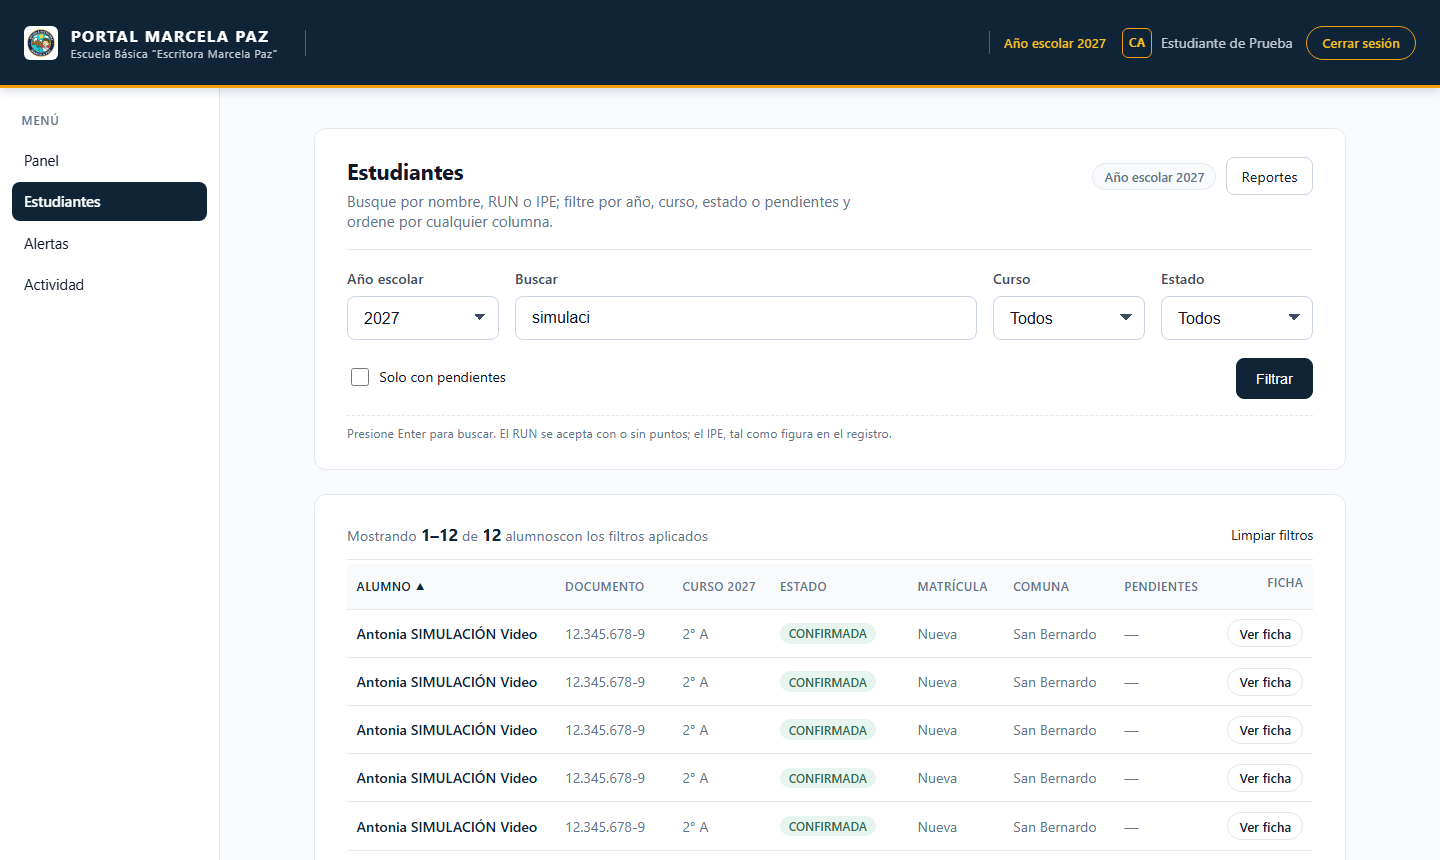 PORTAL MARCELA PAZ
Escuela Básica "Escritora Marcela Paz"
Año escolar 2027
CA
Estudiante de Prueba
Cerrar sesión
MENÚ
Panel
Estudiantes
Alertas
Actividad
Estudiantes
Año escolar 2027
Reportes
Busque por nombre, RUN o IPE; filtre por año, curso, estado o pendientes y
ordene por cualquier columna.
Año escolar Buscar Curso Estado
2027 simulaci Todos Todos
Solo con pendientes
Filtrar
Presione Enter para buscar. El RUN se acepta con o sin puntos; el IPE, tal como figura en el registro.
Mostrando 1–12 de 12 alumnoscon los filtros aplicados
Limpiar filtros
ALUMNO ▲ DOCUMENTO CURSO 2027 ESTADO MATRÍCULA COMUNA PENDIENTES FICHA
Antonia SIMULACIÓN Video 12.345.678-9 2° A CONFIRMADA Nueva San Bernardo — Ver ficha
Antonia SIMULACIÓN Video 12.345.678-9 2° A CONFIRMADA Nueva San Bernardo — Ver ficha
Antonia SIMULACIÓN Video 12.345.678-9 2° A CONFIRMADA Nueva San Bernardo — Ver ficha
Antonia SIMULACIÓN Video 12.345.678-9 2° A CONFIRMADA Nueva San Bernardo — Ver ficha
Antonia SIMULACIÓN Video 12.345.678-9 2° A CONFIRMADA Nueva San Bernardo — Ver ficha